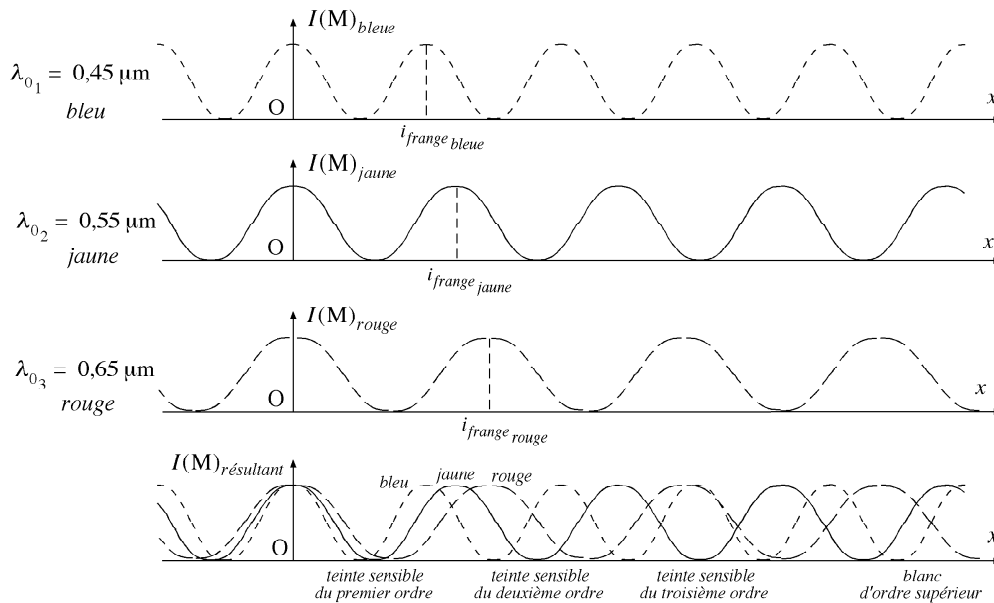 I(M)bleue
λ01 = 0,45 µm
bleu
O
x
ifrange bleue
I(M)jaune
λ02 = 0,55 µm
jaune
O
x
ifrange jaune
I(M)rouge
λ03 = 0,65 µm
rouge
O
x
ifrange rouge
I(M)résultant
bleu jaune rouge
O
x
teinte sensible
du premier ordre
teinte sensible
du deuxième ordre
teinte sensible
du troisième ordre
blanc
d'ordre supérieur